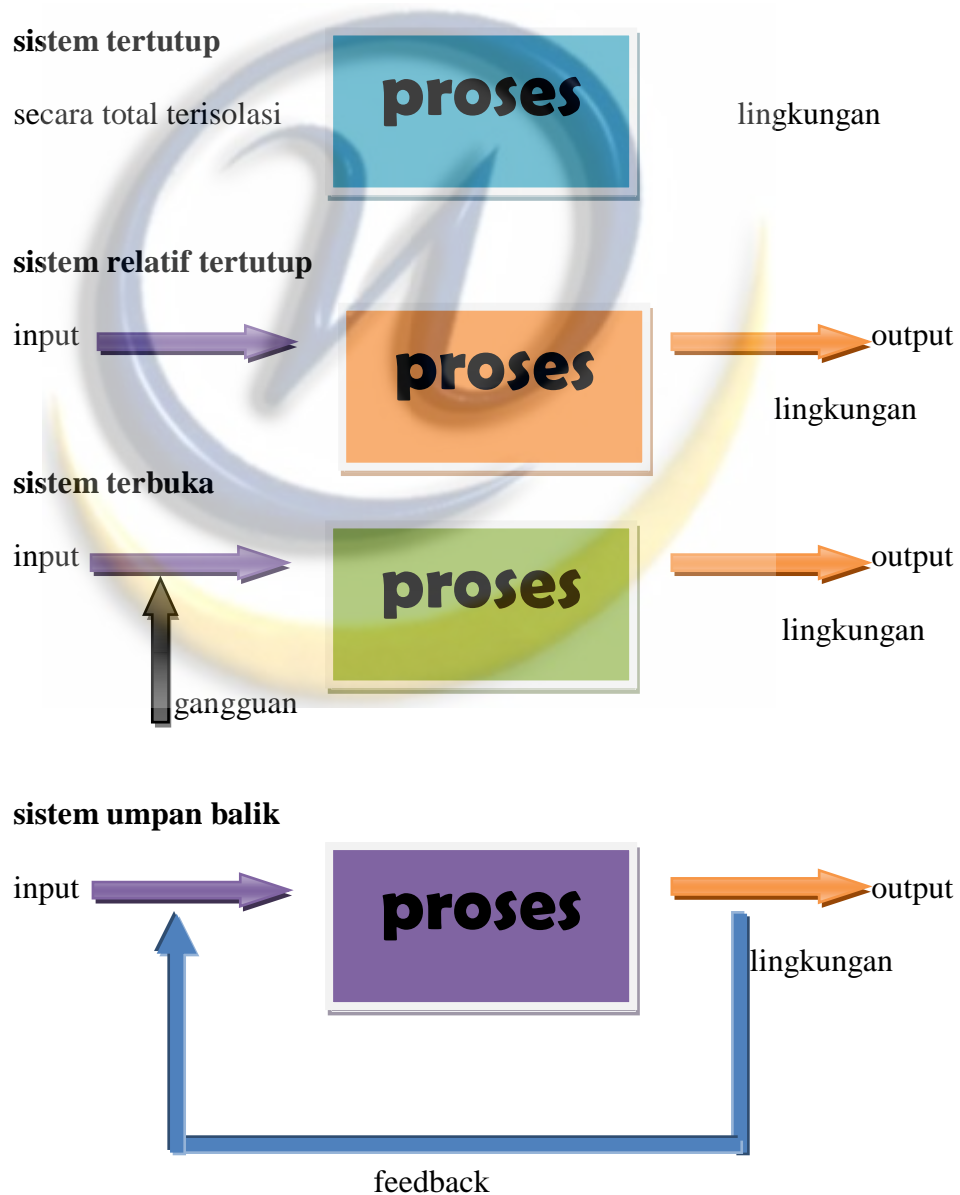 sistem tertutup
proses
secara total terisolasi
lingkungan
sistem relatif tertutup
input
proses
output
lingkungan
sistem terbuka
input
proses
output
lingkungan
gangguan
sistem umpan balik
input
proses
output
lingkungan
feedback